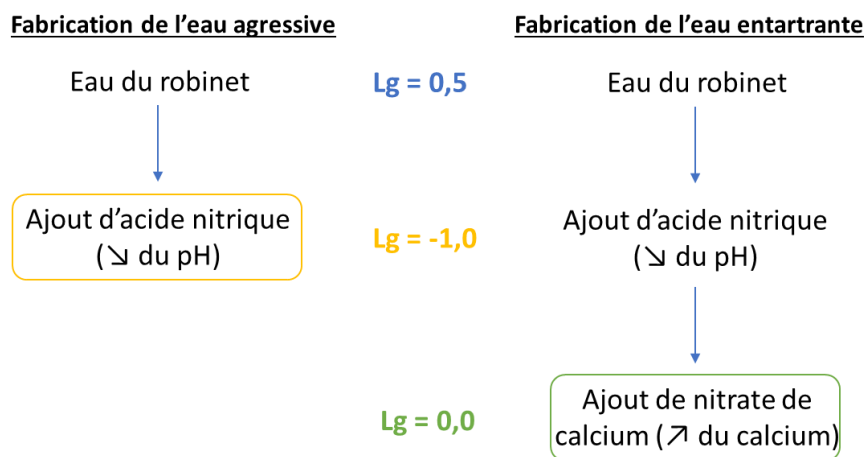 Fabrication de l’eau agressive
Eau du robinet
Ajout d’acide nitrique
(↘ du pH)
Lg = 0,5
Lg = -1,0
Lg = 0,0
Fabrication de l’eau entartrante
Eau du robinet
Ajout d’acide nitrique
(↘ du pH)
Ajout de nitrate de
calcium (↗ du calcium)